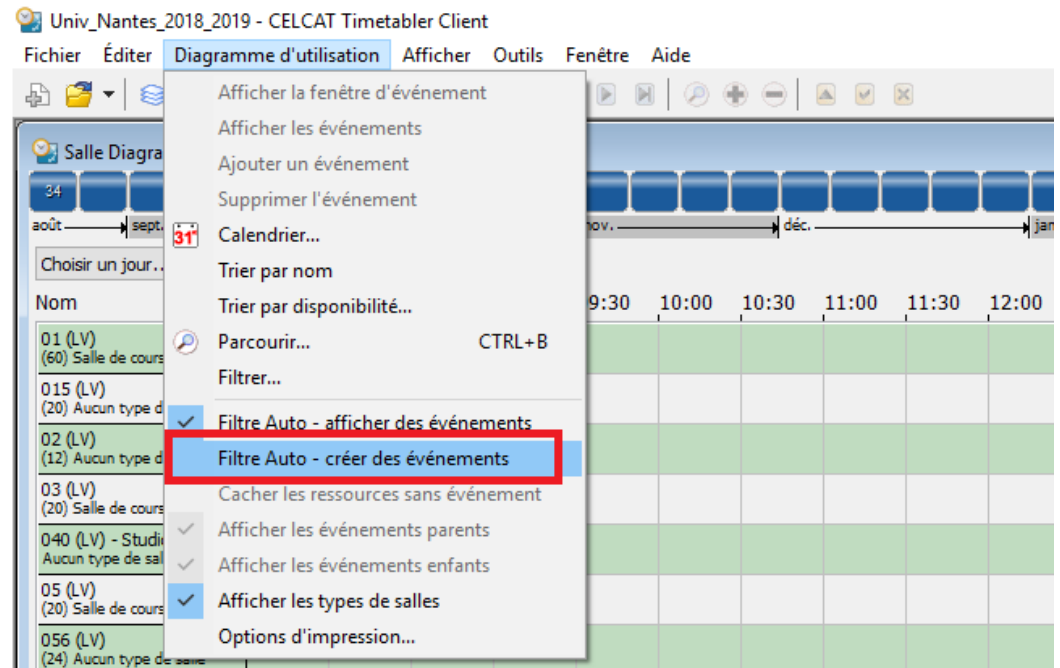 Univ_Nantes_2018_2019 - CELCAT Timetabler Client
Fichier Éditer Diagramme d'utilisation Afficher Outils Fenêtre Aide
Salle Diagra
34
août sept. nov. déc. jan
Choisir un jour..
Nom 9:30 10:00 10:30 11:00 11:30 12:00
01 (LV)
(60) Salle de cours
015 (LV)
(20) Aucun type d
02 (LV)
(12) Aucun type d
03 (LV)
(20) Salle de cours
040 (LV) - Studi
Aucun type de sal
05 (LV)
(20) Salle de cours
056 (LV)
(24) Aucun type de salle
Afficher la fenêtre d'événement
Afficher les événements
Ajouter un événement
Supprimer l'événement
31
Calendrier...
Trier par nom
Trier par disponibilité...
Parcourir... CTRL+B
Filtrer...
Filtre Auto - afficher des événements
Filtre Auto - créer des événements
Cacher les ressources sans événement
Afficher les événements parents
Afficher les événements enfants
Afficher les types de salles
Options d'impression...